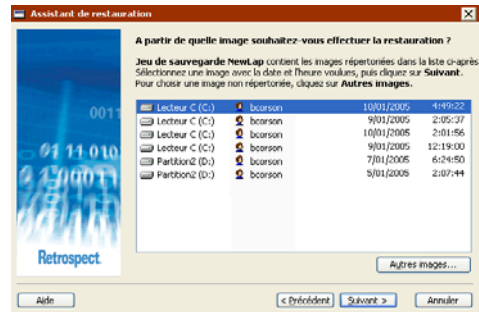 Assistant de restauration
A partir de quelle image souhaitez-vous effectuer la restauration ?
Jeu de sauvegarde NewLap contient les images répertoriées dans la liste ci-après
Sélectionnez une image avec la date et l'heure voulues, puis cliquez sur Suivant.
Pour choisir une image non répertoriée, cliquez sur Autres images.
Lecteur C (C:) bcorson 10/01/2005 4:49:22
Lecteur C (C:) bcorson 9/01/2005 2:05:37
Lecteur C (C:) bcorson 10/01/2005 2:01:56
Lecteur C (C:) bcorson 9/01/2005 12:19:00
Partition2 (D:) bcorson 7/01/2005 6:24:50
Partition2 (D:) bcorson 5/01/2005 2:07:44
0011
01 11 010
Retrospect.
Autres images...
Aide
< Précédent
Suivant >
Annuler